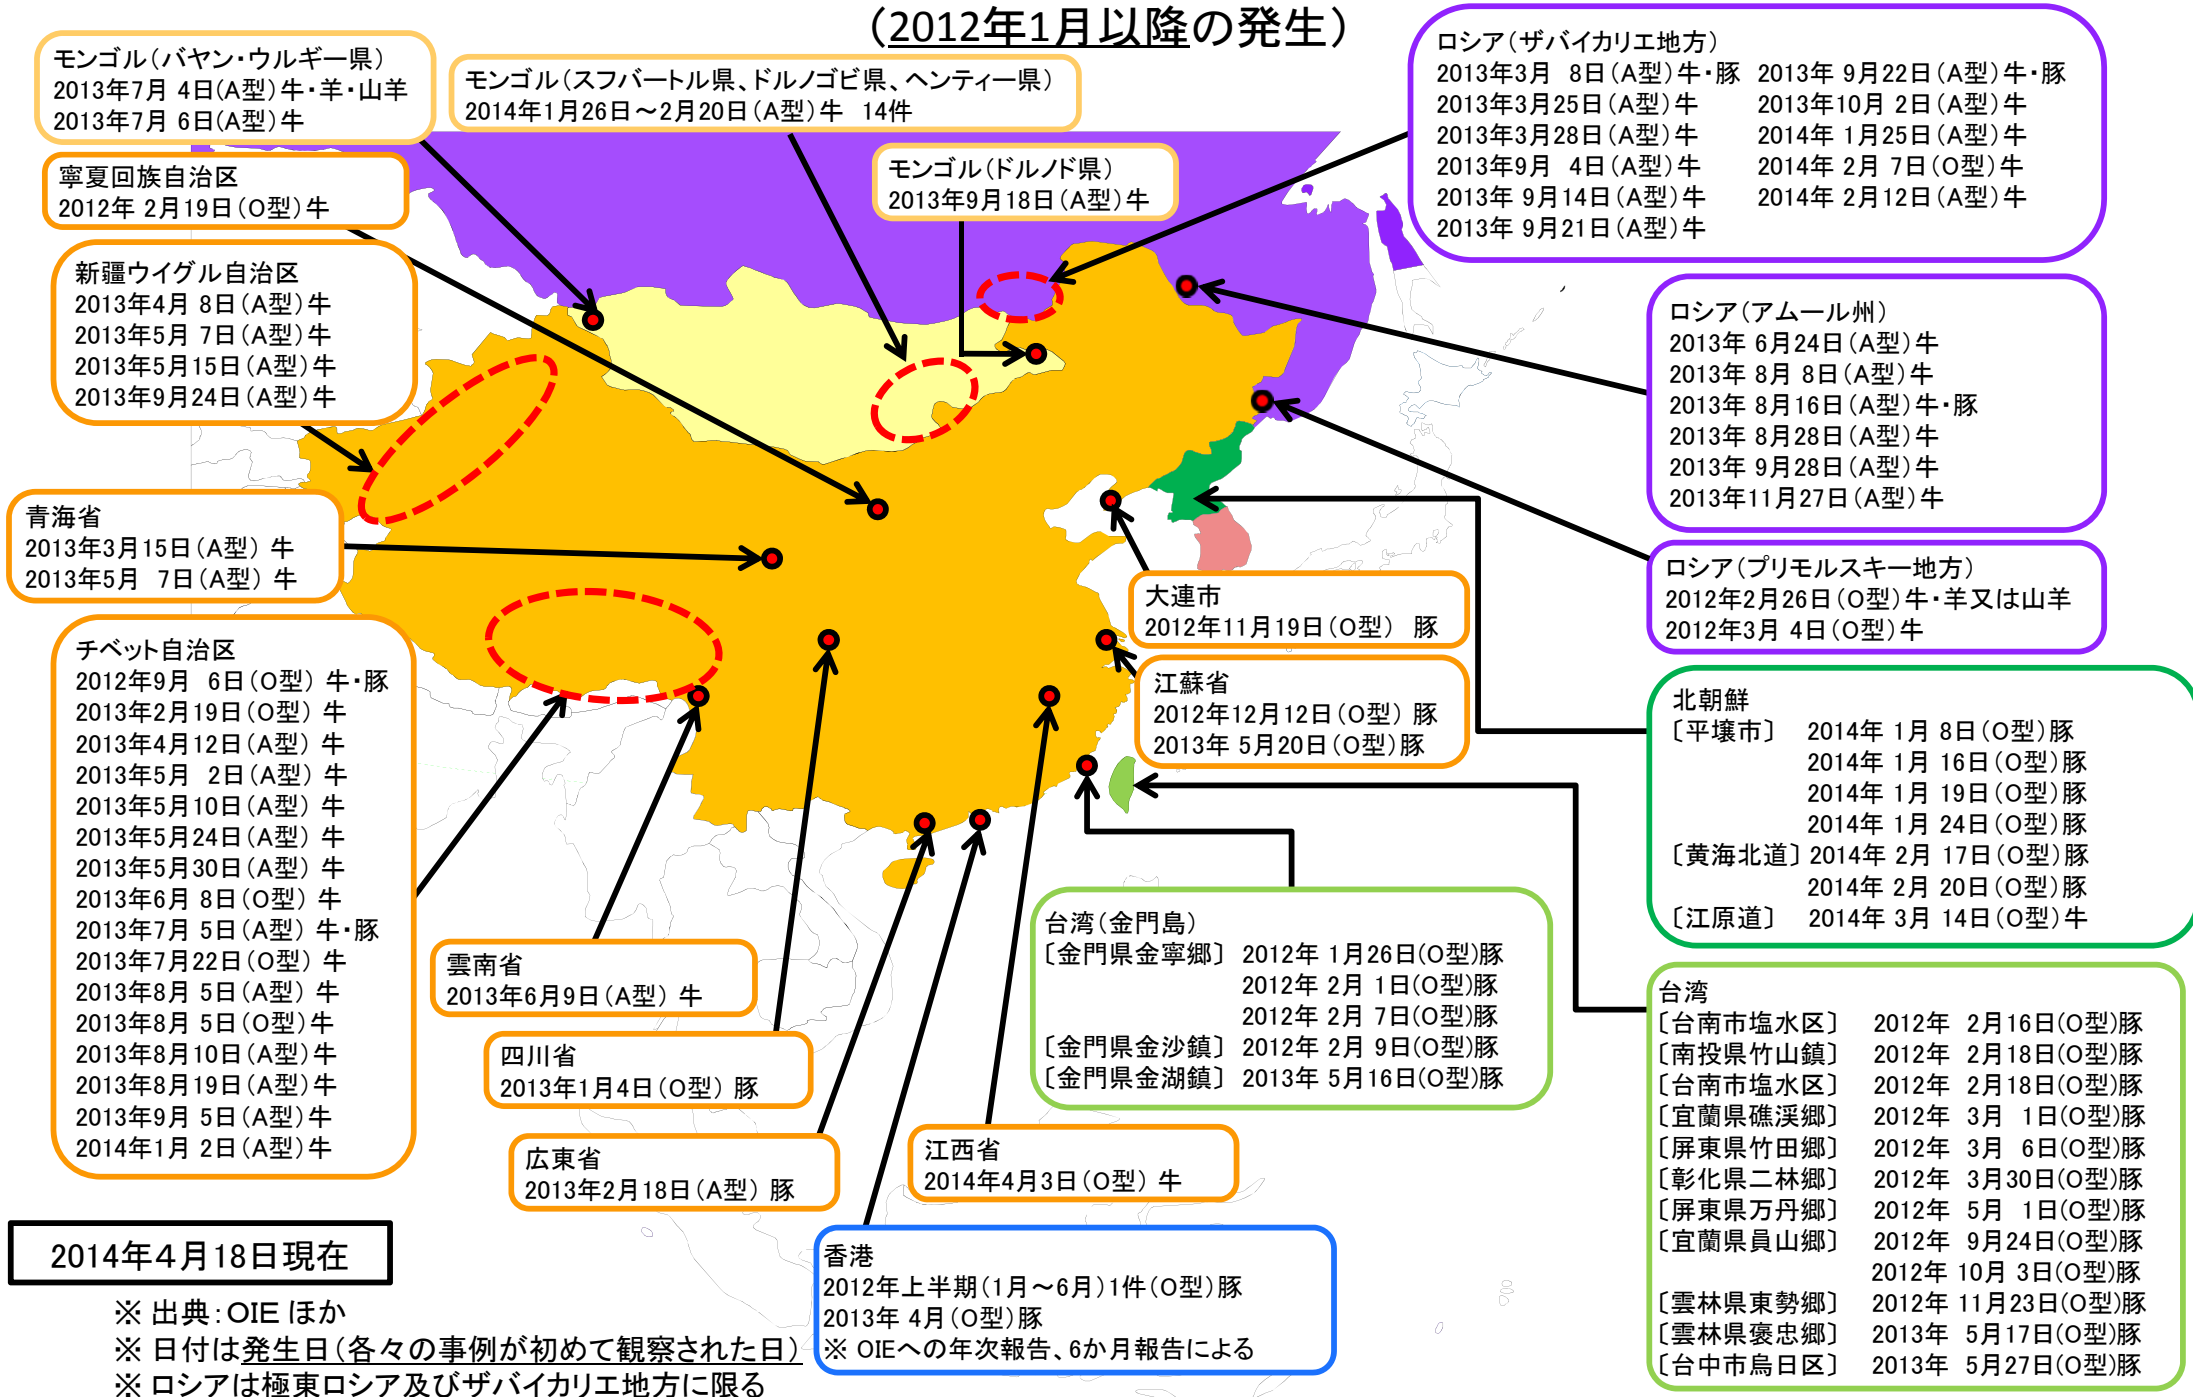 （2012年1月以降の発生）
モンゴル（バヤン・ウルギー県）
2013年7月 4日(A型)牛・羊・山羊
2013年7月 6日(A型)牛
モンゴル（スフバートル県、ドルノゴビ県、ヘンティー県）
2014年1月26日～2月20日(A型)牛 14件
モンゴル（ドルノド県）
2013年9月18日(A型)牛
ロシア（ザバイカリエ地方）
2013年3月 8日(A型)牛・豚 2013年 9月22日(A型)牛・豚
2013年3月25日(A型)牛 2013年10月 2日(A型)牛
2013年3月28日(A型)牛 2014年 1月25日(A型)牛
2013年9月 4日(A型)牛 2014年 2月 7日(O型)牛
2013年 9月14日(A型)牛 2014年 2月12日(A型)牛
2013年 9月21日(A型)牛
寧夏回族自治区
2012年 2月19日(O型)牛
新疆ウイグル自治区
2013年4月 8日(A型)牛
2013年5月 7日(A型)牛
2013年5月15日(A型)牛
2013年9月24日(A型)牛
ロシア（アムール州）
2013年 6月24日(A型)牛
2013年 8月 8日(A型)牛
2013年 8月16日(A型)牛・豚
2013年 8月28日(A型)牛
2013年 9月28日(A型)牛
2013年11月27日(A型)牛
青海省
2013年3月15日(A型) 牛
2013年5月 7日(A型) 牛
ロシア（プリモルスキー地方）
2012年2月26日(O型)牛・羊又は山羊
2012年3月 4日(O型)牛
大連市
2012年11月19日(O型) 豚
江蘇省
2012年12月12日(O型) 豚
2013年 5月20日(O型)豚
チベット自治区
2012年9月 6日(O型) 牛・豚
2013年2月19日(O型) 牛
2013年4月12日(A型) 牛
2013年5月 2日(A型) 牛
2013年5月10日(A型) 牛
2013年5月24日(A型) 牛
2013年5月30日(A型) 牛
2013年6月 8日(O型) 牛
2013年7月 5日(A型) 牛・豚
2013年7月22日(O型) 牛
2013年8月 5日(A型) 牛
2013年8月 5日(O型)牛
2013年8月10日(A型)牛
2013年8月19日(A型)牛
2013年9月 5日(A型)牛
2014年1月 2日(A型)牛
北朝鮮
〔平壌市〕 2014年 1月 8日(O型)豚
2014年 1月 16日(O型)豚
2014年 1月 19日(O型)豚
2014年 1月 24日(O型)豚
〔黄海北道〕2014年 2月 17日(O型)豚
2014年 2月 20日(O型)豚
〔江原道〕 2014年 3月 14日(O型)牛
雲南省
2013年6月9日(A型) 牛
四川省
2013年1月4日(O型) 豚
広東省
2013年2月18日(A型) 豚
江西省
2014年4月3日(O型) 牛
台湾（金門島）
〔金門県金寧郷〕 2012年 1月26日(O型)豚
2012年 2月 1日(O型)豚
2012年 2月 7日(O型)豚
〔金門県金沙鎮〕 2012年 2月 9日(O型)豚
〔金門県金湖鎮〕 2013年 5月16日(O型)豚
台湾
〔台南市塩水区〕 2012年 2月16日(O型)豚
〔南投県竹山鎮〕 2012年 2月18日(O型)豚
〔台南市塩水区〕 2012年 2月18日(O型)豚
〔宜蘭県礁渓郷〕 2012年 3月 1日(O型)豚
〔屏東県竹田郷〕 2012年 3月 6日(O型)豚
〔彰化県二林郷〕 2012年 3月30日(O型)豚
〔屏東県万丹郷〕 2012年 5月 1日(O型)豚
〔宜蘭県員山郷〕 2012年 9月24日(O型)豚
2012年 10月 3日(O型)豚
〔雲林県東勢郷〕 2012年 11月23日(O型)豚
〔雲林県褒忠郷〕 2013年 5月17日(O型)豚
〔台中市烏日区〕 2013年 5月27日(O型)豚
香港
2012年上半期(1月～6月)1件(O型)豚
2013年 4月(O型)豚
※ OIEへの年次報告、6か月報告による
2014年4月18日現在
※ 出典：OIE ほか
※ 日付は発生日（各々の事例が初めて観察された日）
※ ロシアは極東ロシア及びザバイカリエ地方に限る